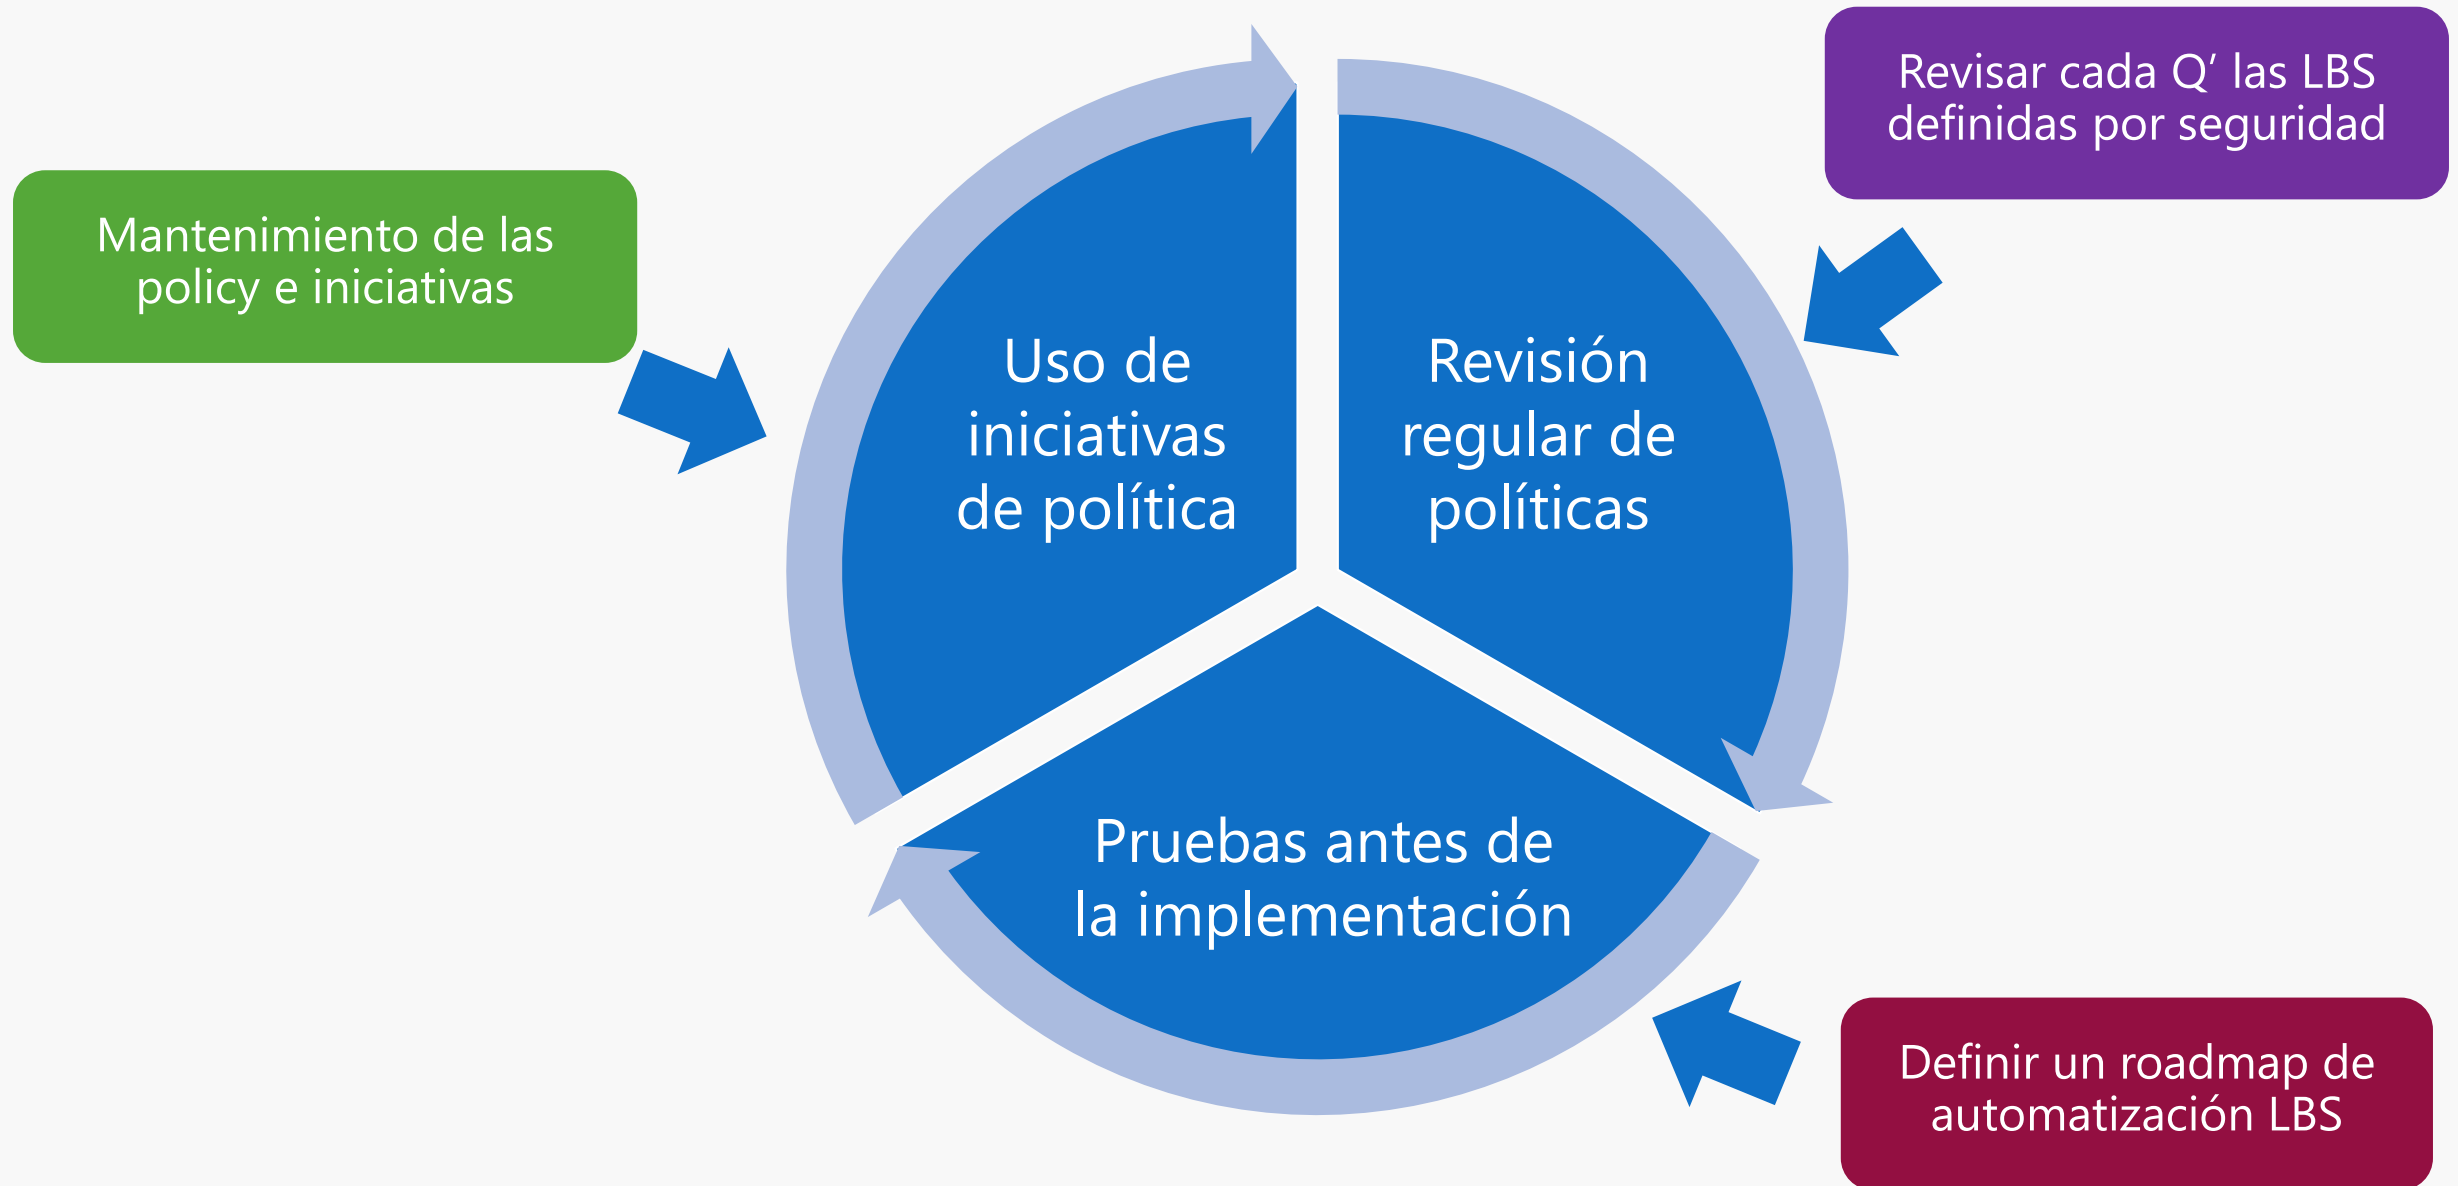 Revisar cada Q’ las LBS
definidas por seguridad
Mantenimiento de las
policy e iniciativas
Uso de
iniciativas
de política
Revisión
regular de
políticas
Pruebas antes de
la implementación
Definir un roadmap de
automatización LBS